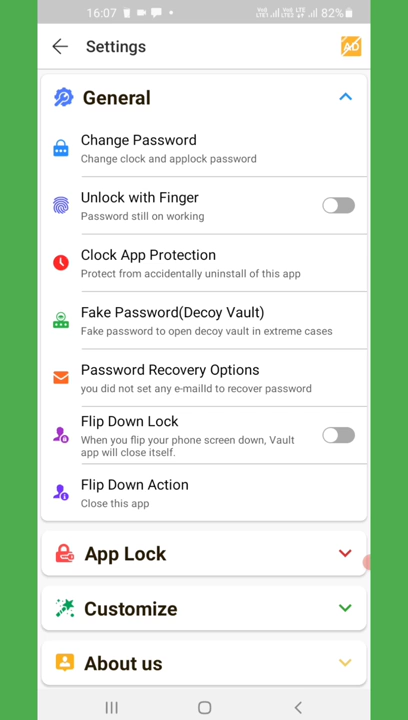 16:07 82%
Settings
AD
General
Change Password
Change clock and applock password
Unlock with Finger
Password still on working
Clock App Protection
Protect from accidentally uninstall of this app
Fake Password(Decoy Vault)
Fake password to open decoy vault in extreme cases
Password Recovery Options
you did not set any e-mailId to recover password
Flip Down Lock
When you flip your phone screen down, Vault
app will close itself.
Flip Down Action
Close this app
App Lock
Customize
About us